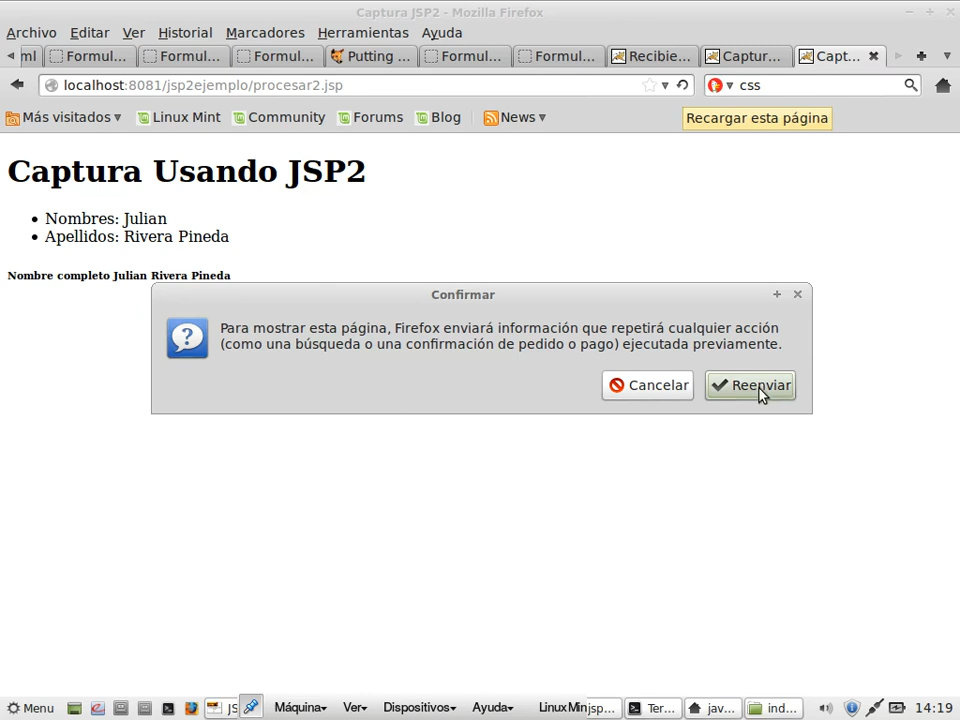 Captura JSP2 - Mozilla Firefox
Archivo Editar Ver Historial Marcadores Herramientas Ayuda
ml Formul... Formul... Formul... Putting ... Formul... Formul... Recibie... Captur... Capt...
localhost:8081/jsp2ejemplo/procesar2.jsp css
Más visitados Linux Mint Community Forums Blog News Recargar esta página
Captura Usando JSP2
• Nombres: Julian
• Apellidos: Rivera Pineda
Nombre completo Julian Rivera Pineda
Confirmar
Para mostrar esta página, Firefox enviará información que repetirá cualquier acción
(como una búsqueda o una confirmación de pedido o pago) ejecutada previamente.
Cancelar Reenviar
Menu JS Máquina Ver Dispositivos Ayuda LinuxMin jsp... Ter... jav... ind... 14:19